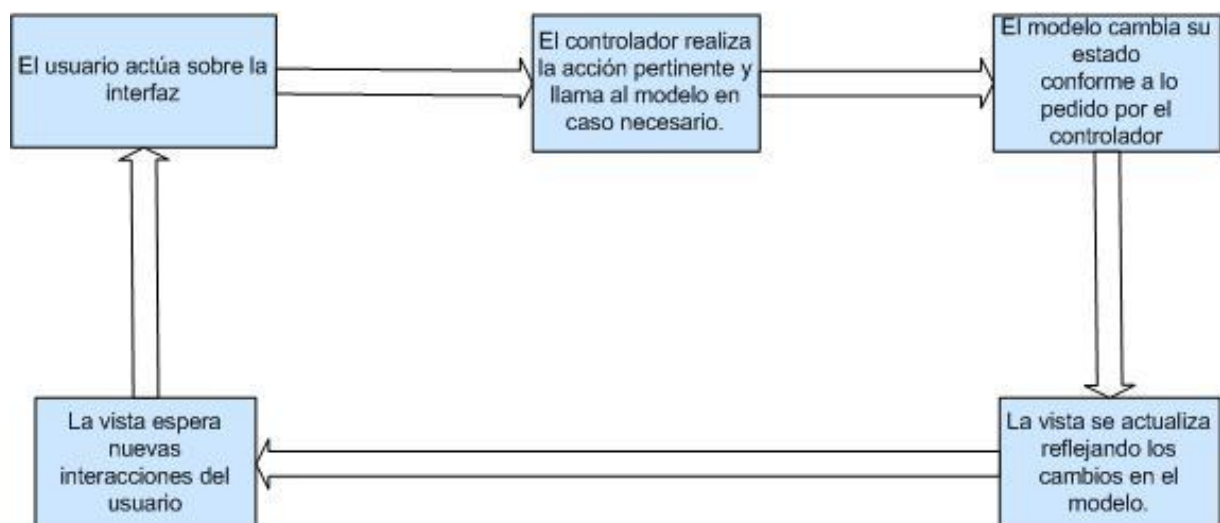 El usuario actúa sobre la
interfaz
El controlador realiza
la acción pertinente y
llama al modelo en
caso necesario.
El modelo cambia su
estado
conforme a lo
pedido por el
controlador
La vista se actualiza
reflejando los
cambios en el
modelo.
La vista espera
nuevas
interacciones del
usuario